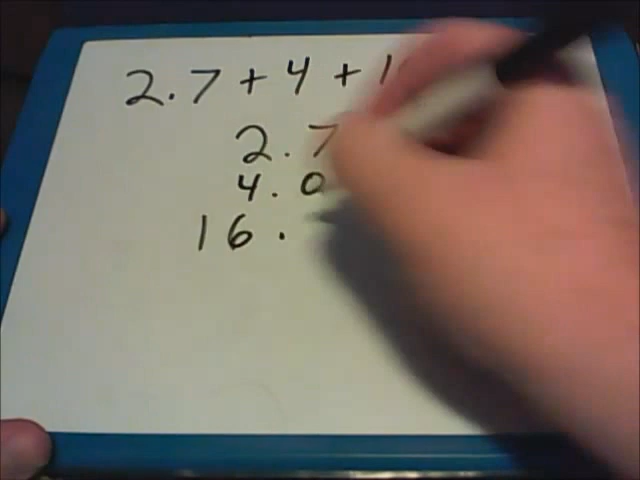 2.7 + 4 + 1
2.7
4.0
16.